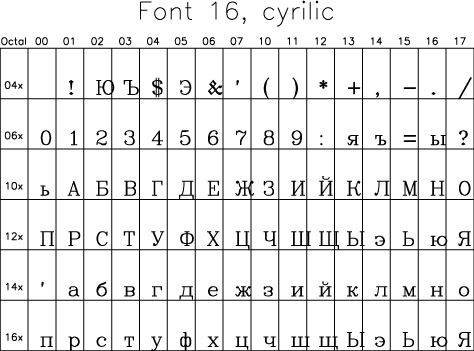 Font 16, cyrilic
Octal 00 01 02 03 04 05 06 07 10 11 12 13 14 15 16 17
04x ! Ю Ъ $ Э & ' ( ) * + , − . /
06x 0 1 2 3 4 5 6 7 8 9 : я ъ = ы ?
10x ь А Б В Г Д Е Ж З И Й К Л М Н О
12x П Р С Т У Ф Х Ц Ч Ш Щ Ы э Ь ю Я
14x ' а б в г д е ж з и й к л м н о
16x п р с т у ф х ц ч ш щ Ы э Ь ю Я